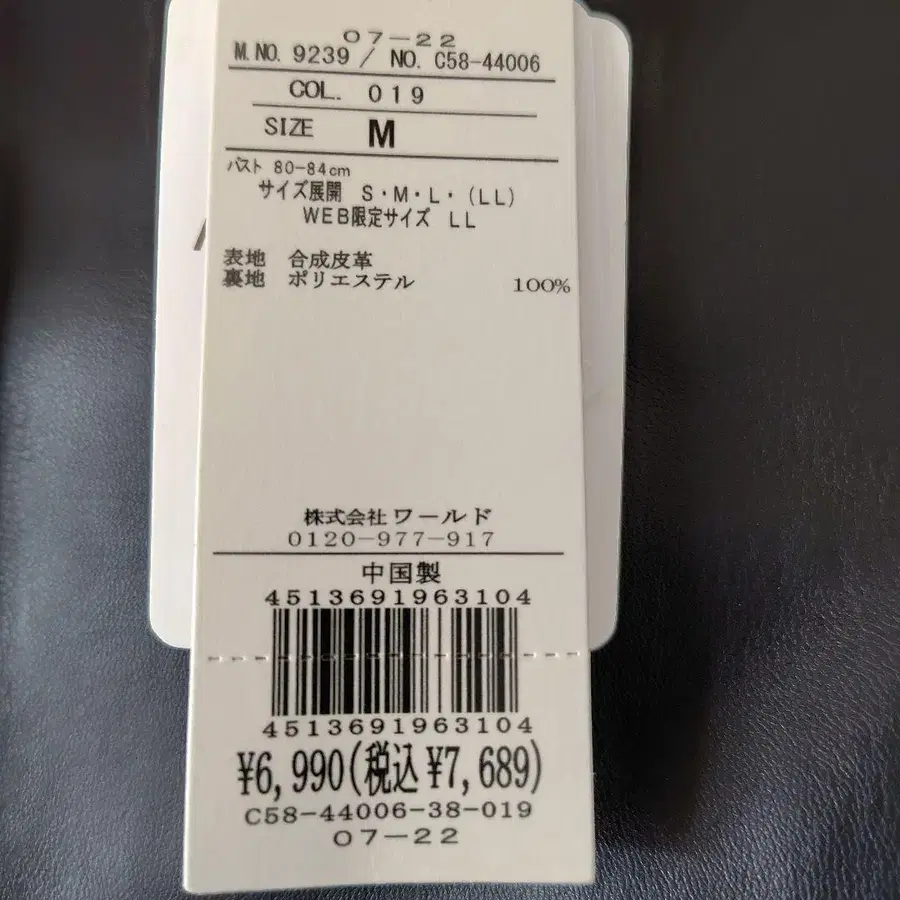 07-22
M.NO. 9239 / NO. C58-44006
COL. 019
SIZE M
バスト 80-84cm
サイズ展開 S・M・L・(LL)
WEB限定サイズ LL
表地 合成皮革
裏地 ポリエステル 100%
株式会社ワールド
0120-977-917
中国製
4513691963104
4513691963104
¥6,990(税込¥7,689)
C58-44006-38-019
07-22